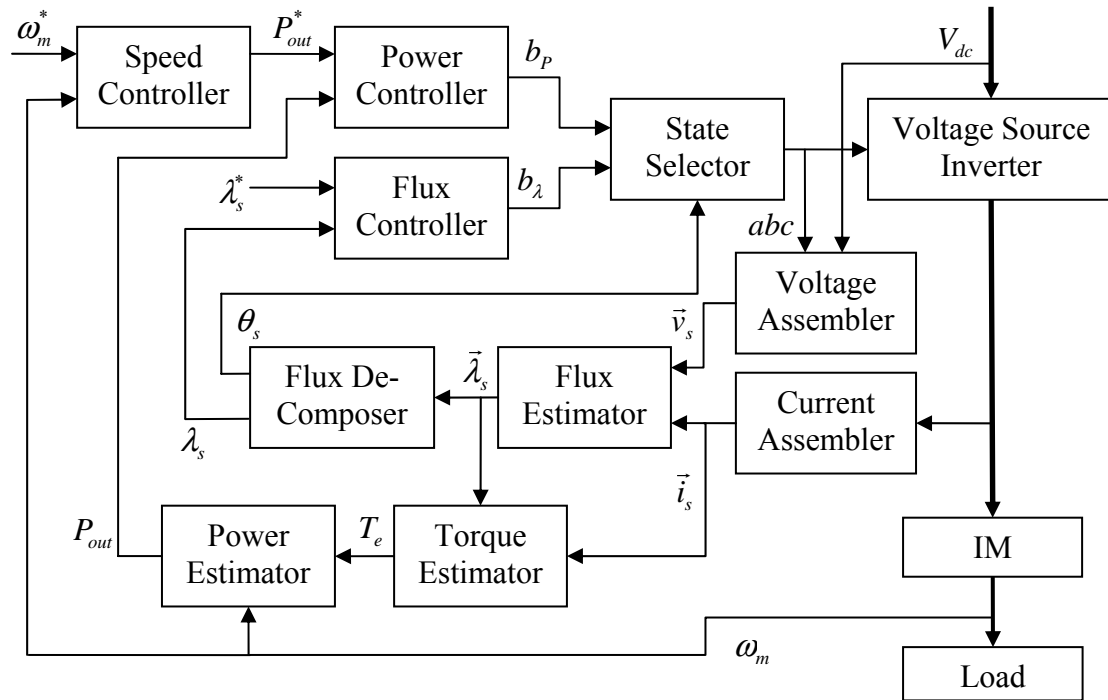 ω*m
P*out
Speed
Controller
Power
Controller
bP
State
Selector
Vdc
Voltage Source
Inverter
λ*s
Flux
Controller
bλ
abc
Voltage
Assembler
θs
v⃗s
Flux De-
Composer
λ⃗s
Flux
Estimator
Current
Assembler
λs
i⃗s
Pout
Power
Estimator
Te
Torque
Estimator
IM
ωm
Load